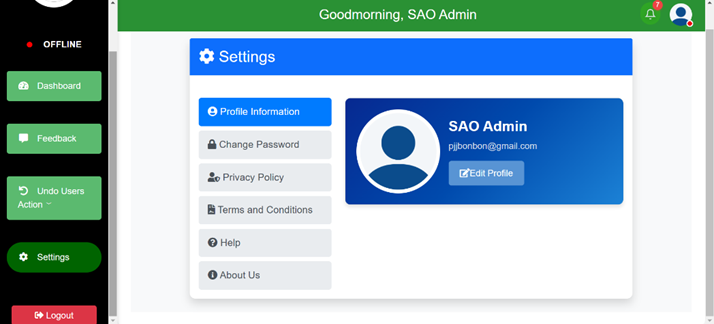 Goodmorning, SAO Admin
7
OFFLINE
Dashboard
Feedback
Undo Users
Action
Settings
Logout
Settings
Profile Information
Change Password
Privacy Policy
Terms and Conditions
Help
About Us
SAO Admin
pjjbonbon@gmail.com
Edit Profile